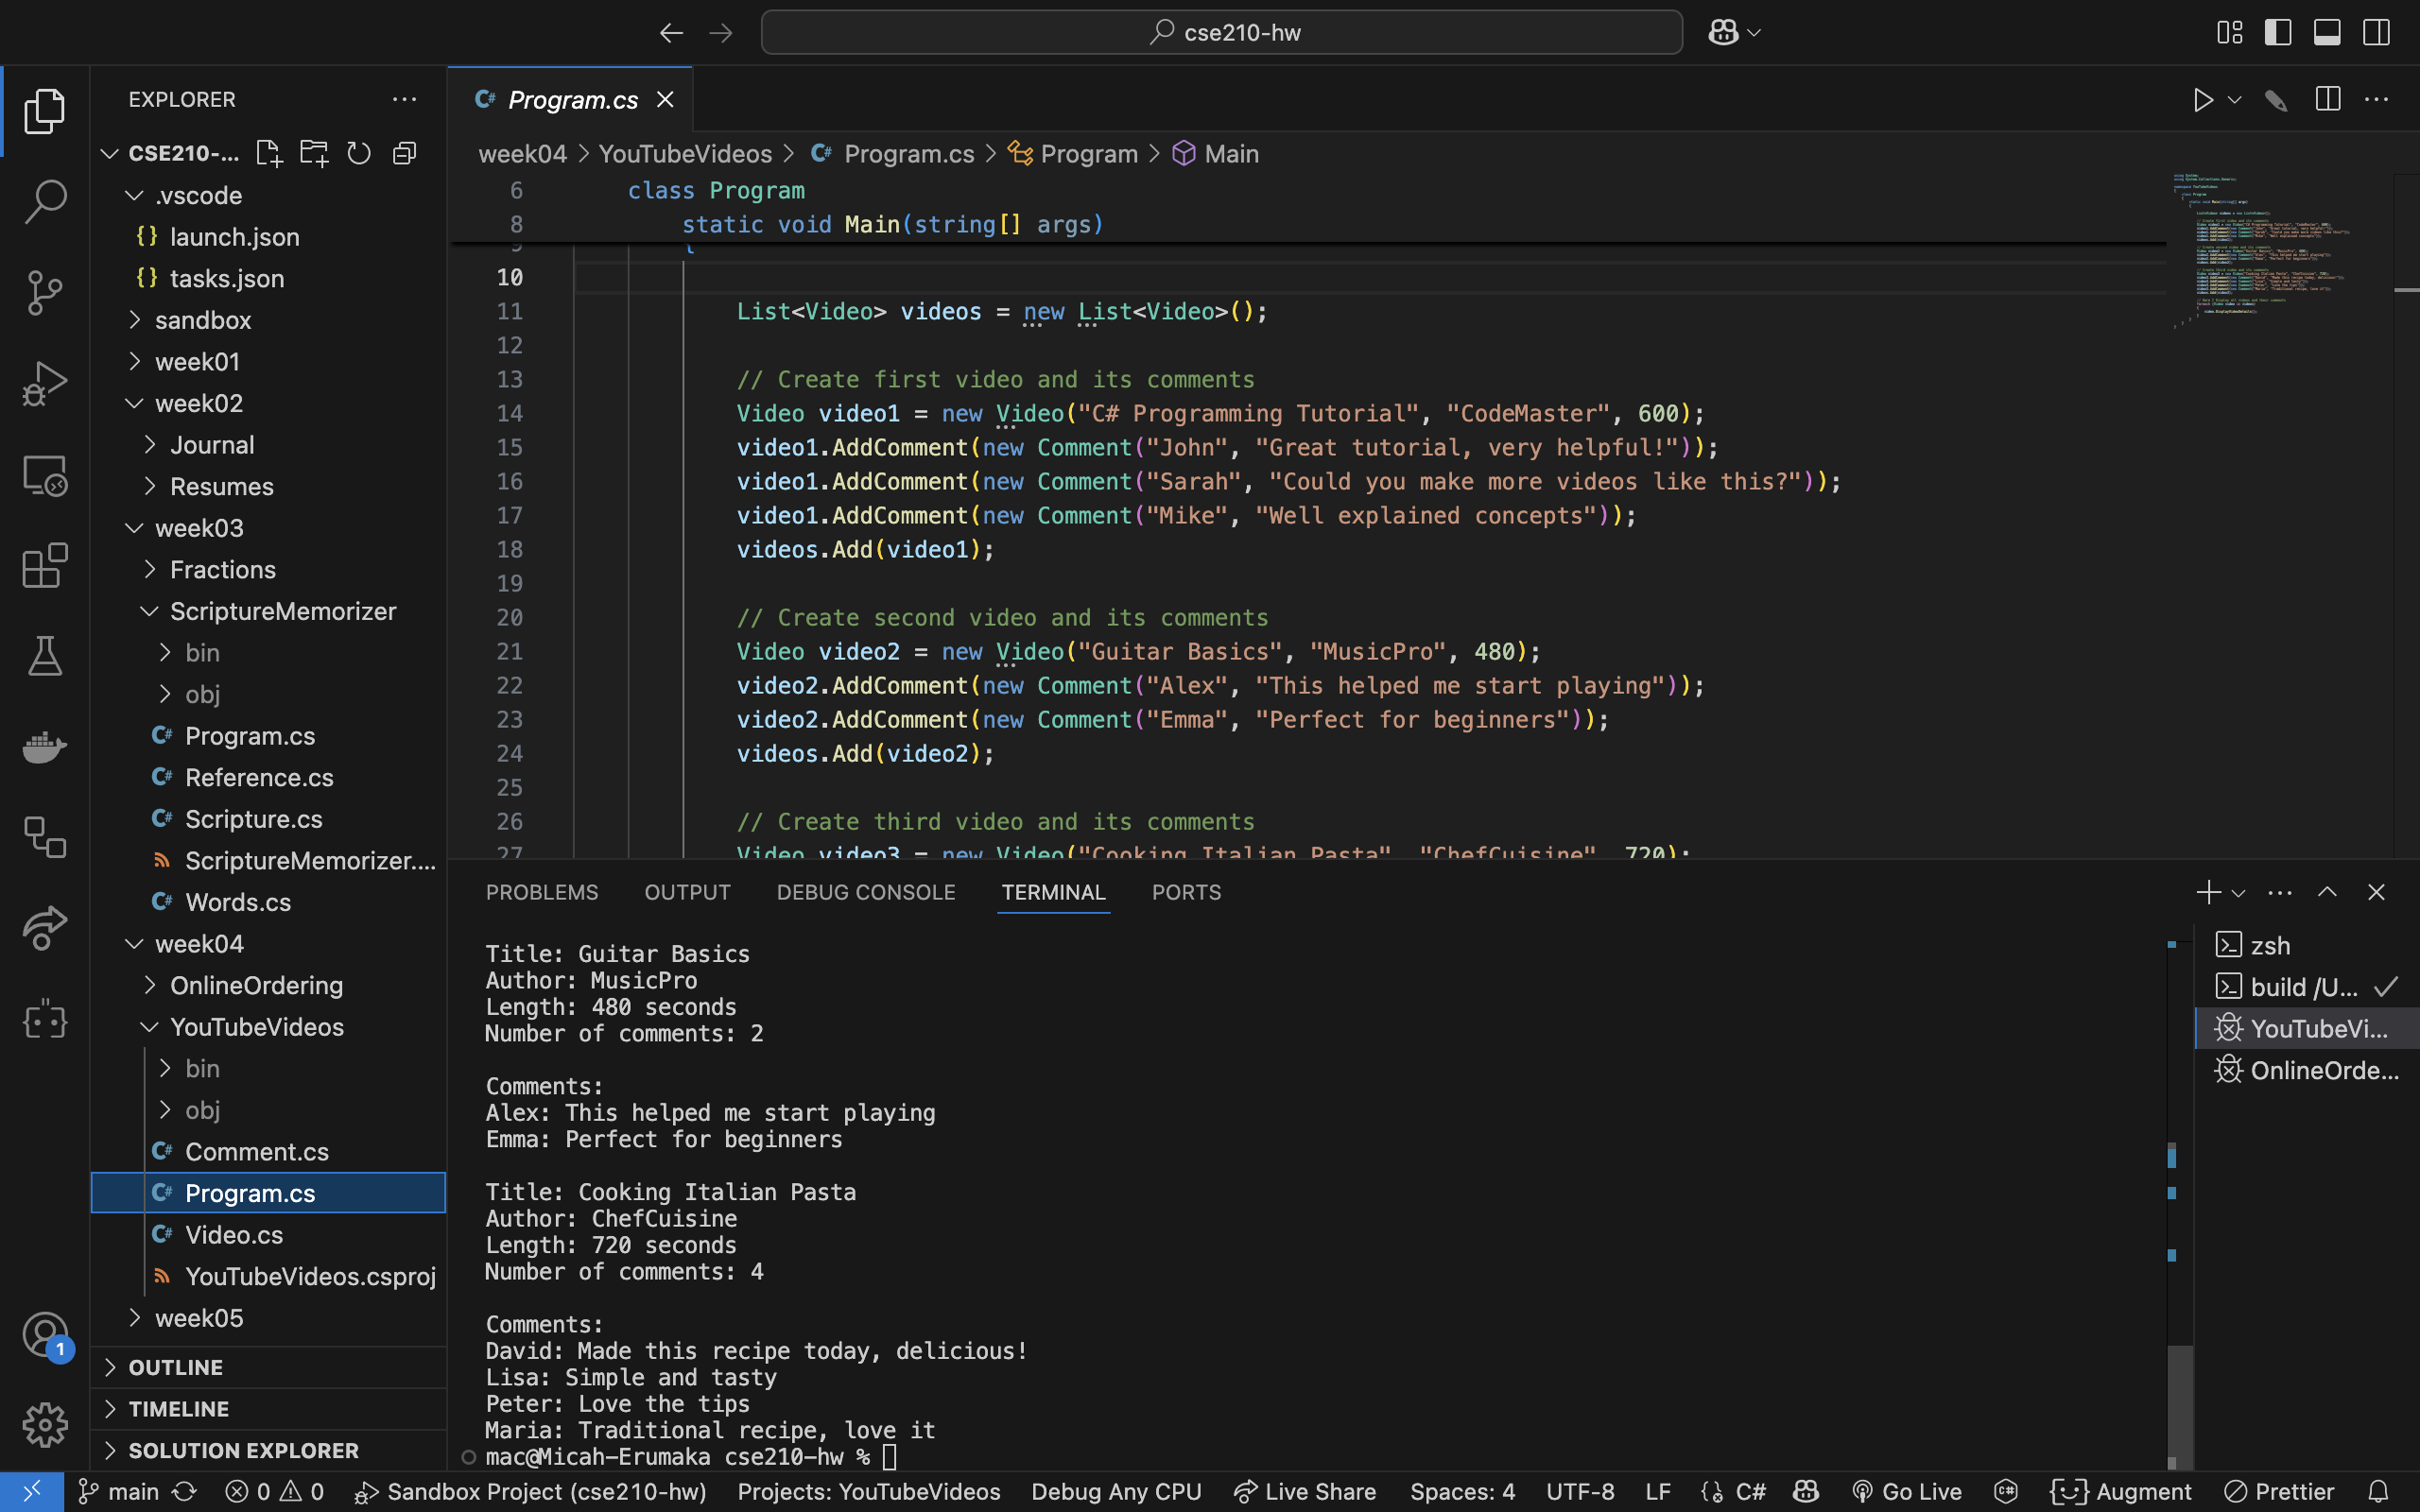 cse210-hw
EXPLORER
CSE210-...
.vscode
{} launch.json
{} tasks.json
sandbox
week01
week02
Journal
Resumes
week03
Fractions
ScriptureMemorizer
bin
obj
C# Program.cs
C# Reference.cs
C# Scripture.cs
ScriptureMemorizer....
C# Words.cs
week04
OnlineOrdering
YouTubeVideos
bin
obj
C# Comment.cs
C# Program.cs
C# Video.cs
YouTubeVideos.csproj
week05
OUTLINE
TIMELINE
SOLUTION EXPLORER
1
C# Program.cs
week04 > YouTubeVideos > C# Program.cs > Program > Main
6 class Program
8 static void Main(string[] args)
9 {
10
11 List<Video> videos = new List<Video>();
12
13 // Create first video and its comments
14 Video video1 = new Video("C# Programming Tutorial", "CodeMaster", 600);
15 video1.AddComment(new Comment("John", "Great tutorial, very helpful!"));
16 video1.AddComment(new Comment("Sarah", "Could you make more videos like this?"));
17 video1.AddComment(new Comment("Mike", "Well explained concepts"));
18 videos.Add(video1);
19
20 // Create second video and its comments
21 Video video2 = new Video("Guitar Basics", "MusicPro", 480);
22 video2.AddComment(new Comment("Alex", "This helped me start playing"));
23 video2.AddComment(new Comment("Emma", "Perfect for beginners"));
24 videos.Add(video2);
25
26 // Create third video and its comments
27 Video video3 = new Video("Cooking Italian Pasta", "ChefCuisine", 720);
PROBLEMS OUTPUT DEBUG CONSOLE TERMINAL PORTS
Title: Guitar Basics
Author: MusicPro
Length: 480 seconds
Number of comments: 2
Comments:
Alex: This helped me start playing
Emma: Perfect for beginners
Title: Cooking Italian Pasta
Author: ChefCuisine
Length: 720 seconds
Number of comments: 4
Comments:
David: Made this recipe today, delicious!
Lisa: Simple and tasty
Peter: Love the tips
Maria: Traditional recipe, love it
mac@Micah-Erumaka cse210-hw %
zsh
build /U...
YouTubeVi...
OnlineOrde...
main 0 0 Sandbox Project (cse210-hw) Projects: YouTubeVideos Debug Any CPU Live Share Spaces: 4 UTF-8 LF C# Go Live Augment Prettier